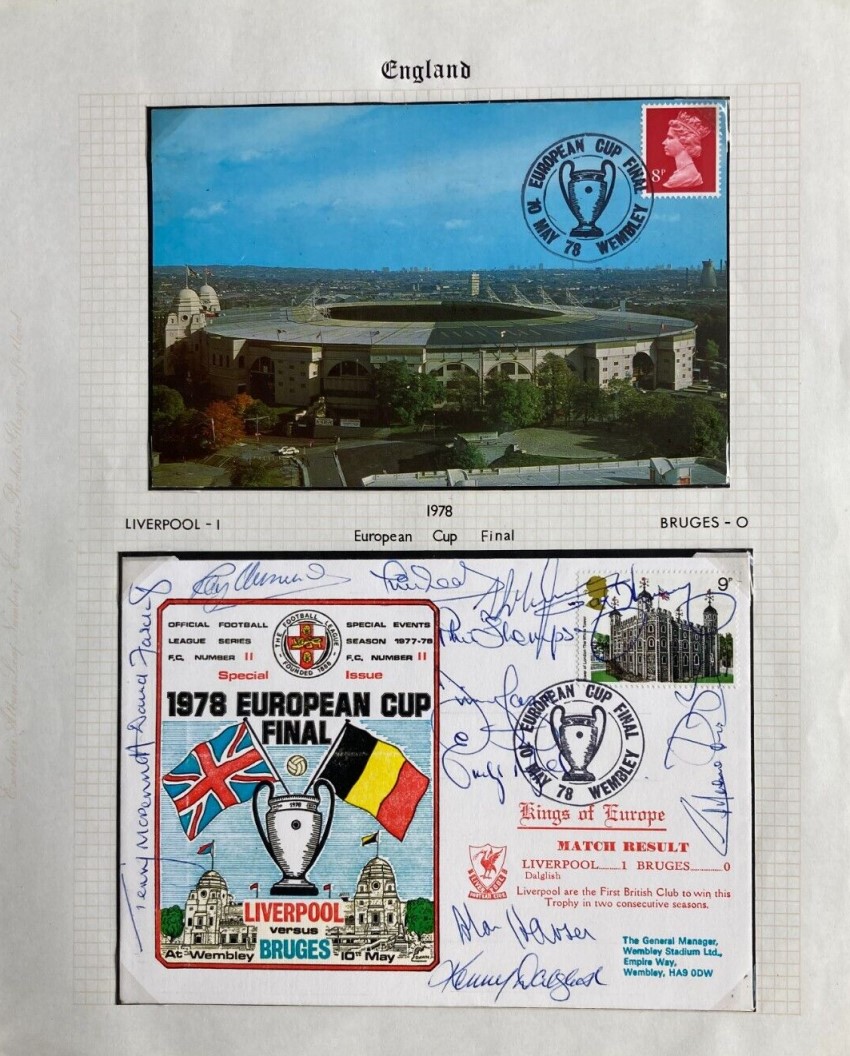 England
8P
EUROPEAN CUP FINAL
10 MAY 78 WEMBLEY
1978
LIVERPOOL - 1
BRUGES - O
European Cup Final
9P
Ray Clemence
Phil Thompson
David Fairclough
Terry McDermott
OFFICIAL FOOTBALL
LEAGUE SERIES
F.C. NUMBER 11
THE FOOTBALL LEAGUE
FOUNDED 1888
SPECIAL EVENTS
SEASON 1977-78
F.C. NUMBER 11
Special Issue
1978 EUROPEAN CUP
FINAL
1978
EUROPEAN CUP
LIVERPOOL
versus
At Wembley BRUGES 10TH May
EUROPEAN CUP FINAL
10 MAY 78 WEMBLEY
Kings of Europe
MATCH RESULT
LIVERPOOL......1 BRUGES..........0
Dalglish
Liverpool are the First British Club to win this
Trophy in two consecutive seasons.
Alan Hansen
Kenny Dalglish
The General Manager,
Wembley Stadium Ltd.,
Empire Way,
Wembley, HA9 0DW